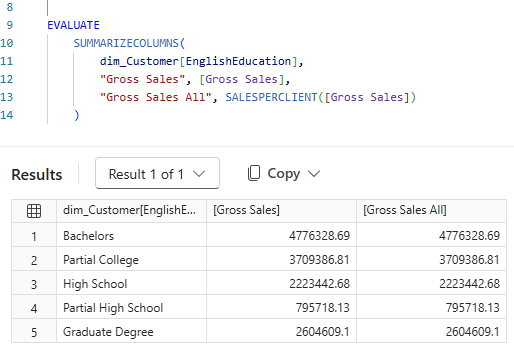 8
9 EVALUATE
10 SUMMARIZECOLUMNS(
11 dim_Customer[EnglishEducation],
12 "Gross Sales", [Gross Sales],
13 "Gross Sales All", SALESPERCLIENT([Gross Sales])
14 )
Results Result 1 of 1 Copy
dim_Customer[EnglishE... [Gross Sales] [Gross Sales All]
1 Bachelors 4776328.69 4776328.69
2 Partial College 3709386.81 3709386.81
3 High School 2223442.68 2223442.68
4 Partial High School 795718.13 795718.13
5 Graduate Degree 2604609.1 2604609.1